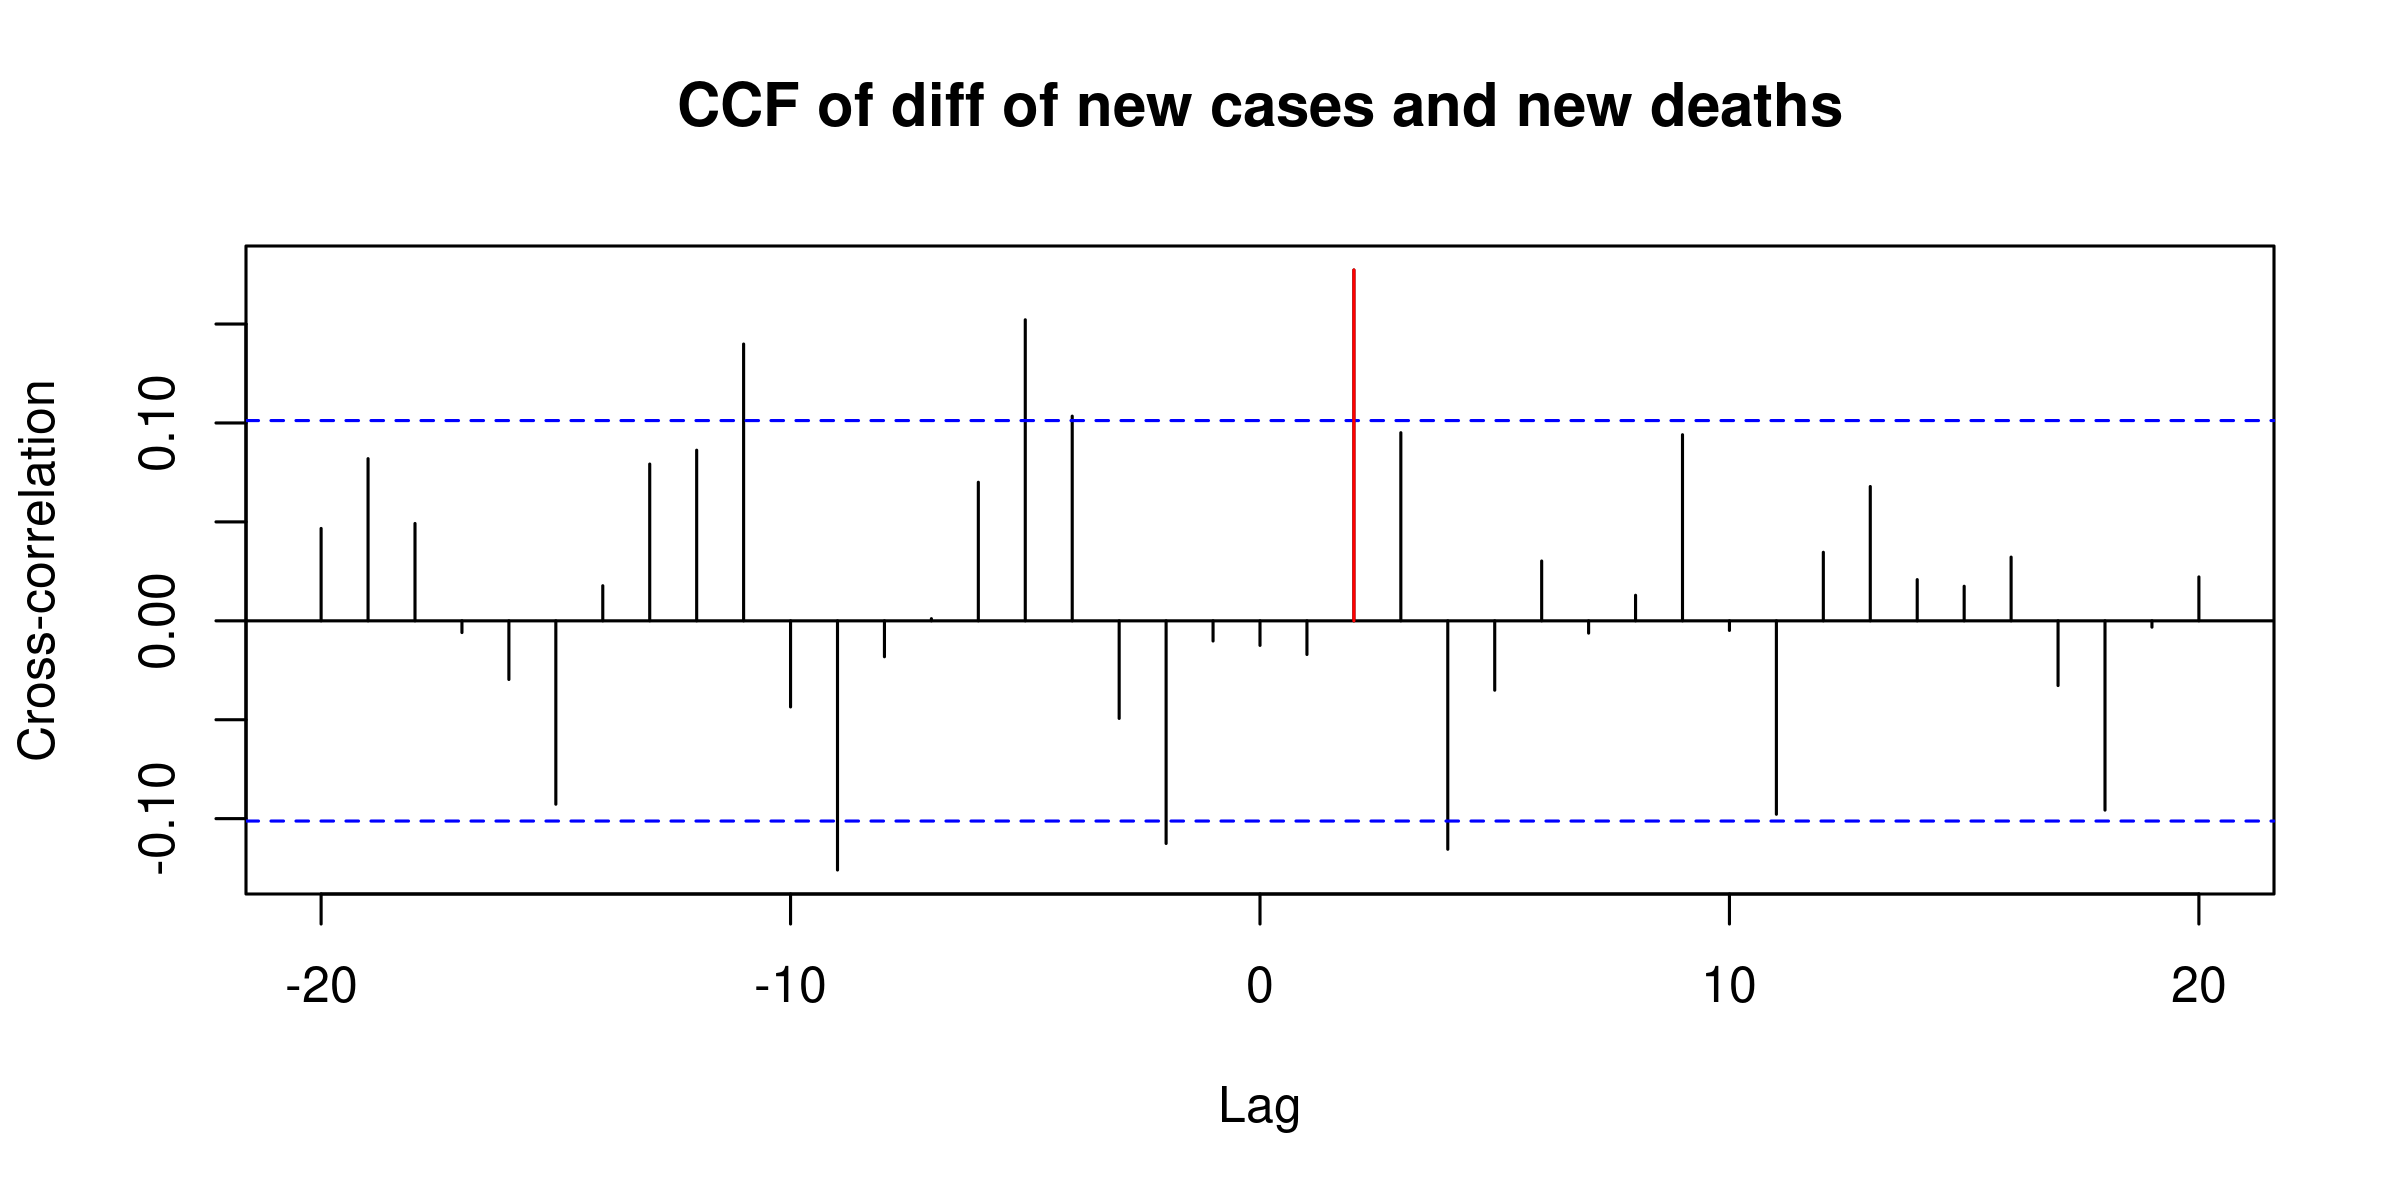 CCF of diff of new cases and new deaths
Cross-correlation
0.10
0.00
-0.10
-20 -10 0 10 20
Lag